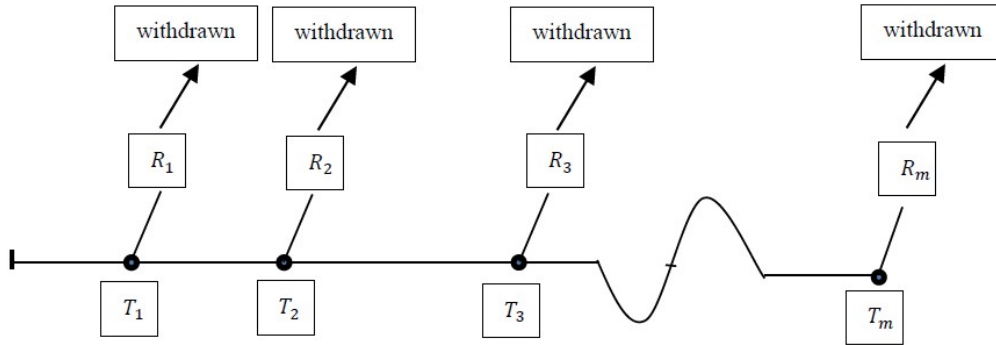 withdrawn withdrawn withdrawn withdrawn
R₁ R₂ R₃ Rₘ
T₁ T₂ T₃ Tₘ